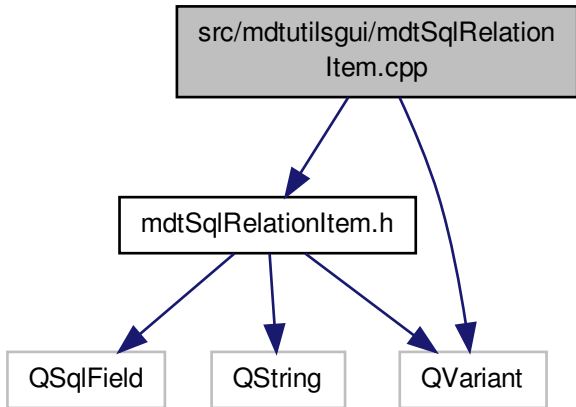 src/mdtutilsgui/mdtSqlRelation
Item.cpp
mdtSqlRelationItem.h
QSqlField
QString
QVariant